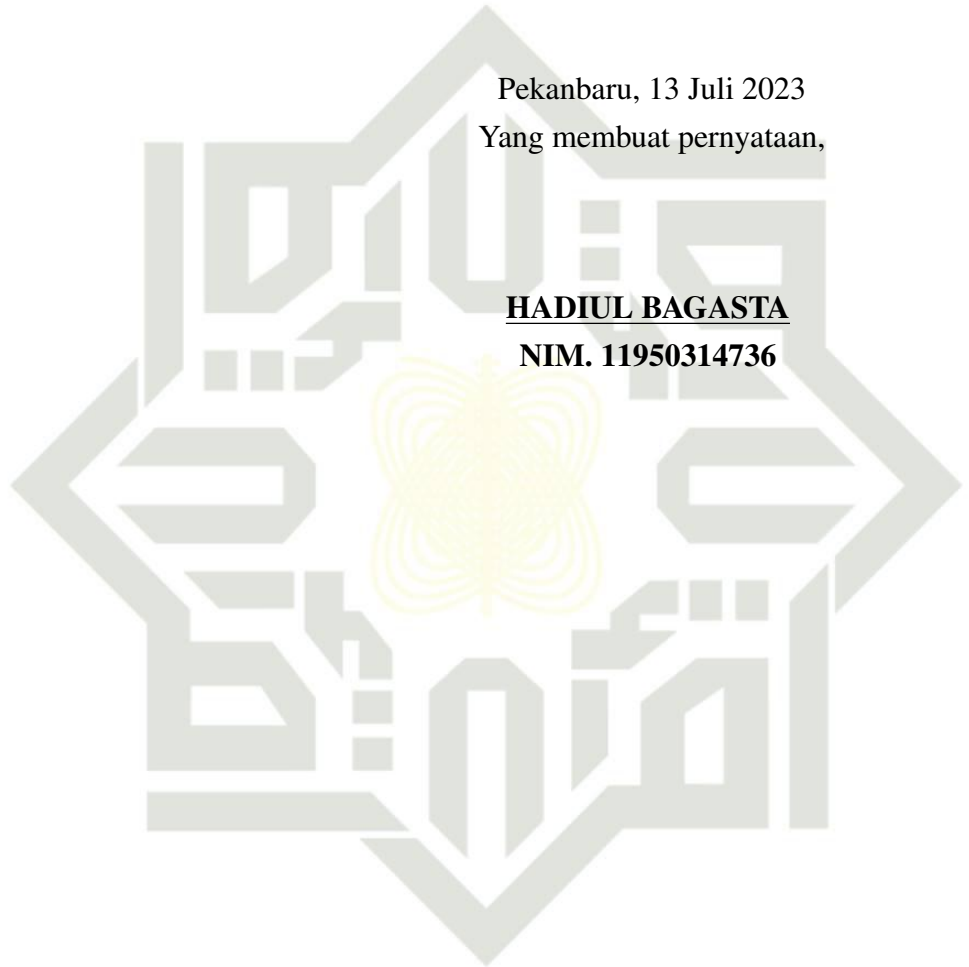 Pekanbaru, 13 Juli 2023
Yang membuat pernyataan,
HADIUL BAGASTA
NIM. 11950314736